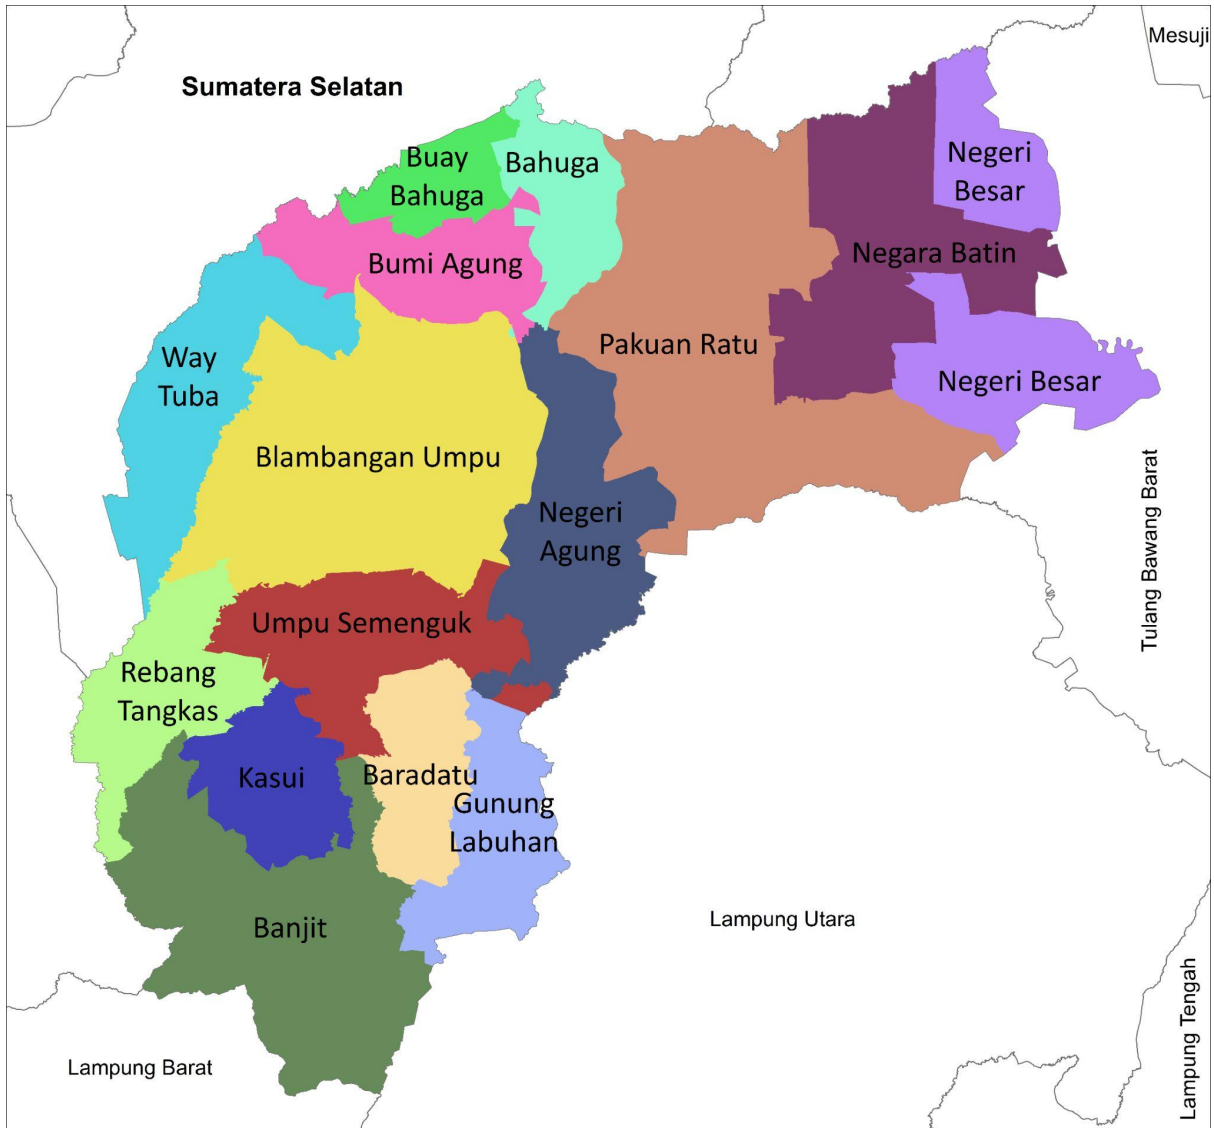 Mesuji
Sumatera Selatan
Buay
Bahuga
Bahuga
Negeri
Besar
Bumi Agung
Negara Batin
Way
Tuba
Pakuan Ratu
Negeri Besar
Blambangan Umpu
Negeri
Agung
Tulang Bawang Barat
Umpu Semenguk
Rebang
Tangkas
Kasui
Baradatu
Gunung
Labuhan
Banjit
Lampung Utara
Lampung Tengah
Lampung Barat